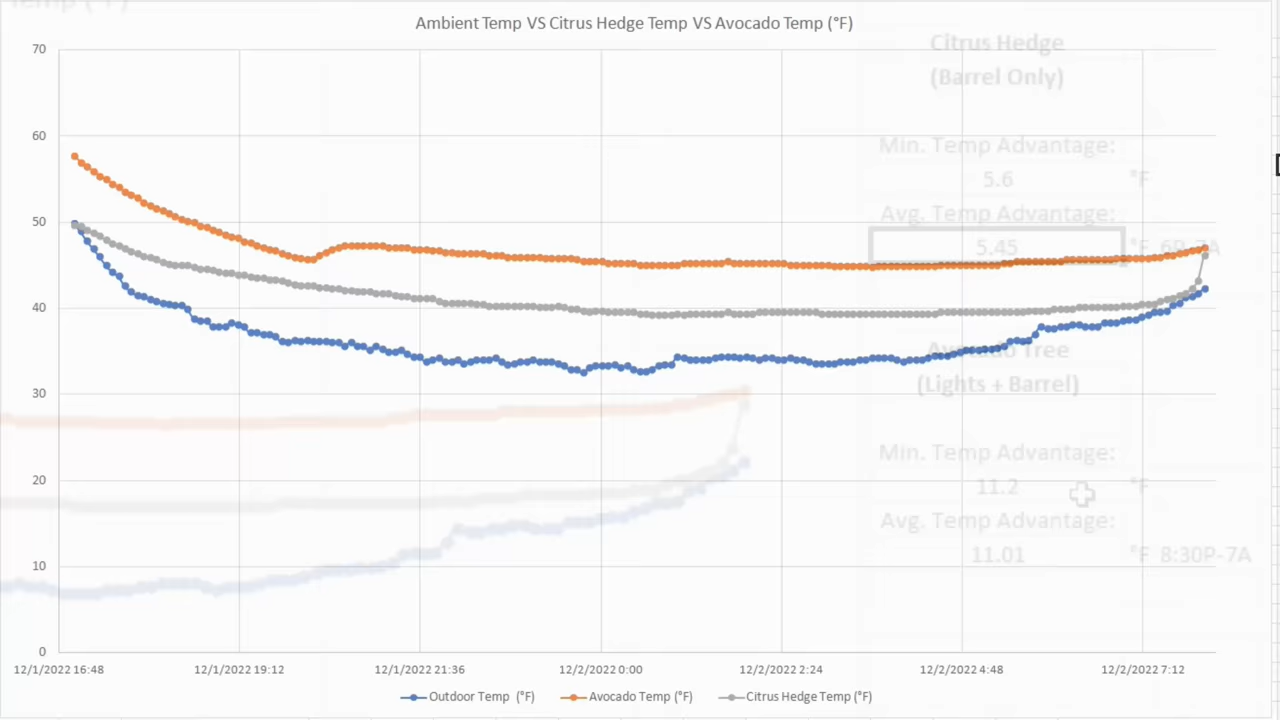 Ambient Temp VS Citrus Hedge Temp VS Avocado Temp (°F)
70
60
50
40
30
20
10
0
12/1/2022 16:48
12/1/2022 19:12
12/1/2022 21:36
12/2/2022 0:00
12/2/2022 2:24
12/2/2022 4:48
12/2/2022 7:12
Outdoor Temp (°F)
Avocado Temp (°F)
Citrus Hedge Temp (°F)
Citrus Hedge
(Barrel Only)
Min. Temp Advantage:
5.6 °F
Avg. Temp Advantage:
5.45 °F 6P-7A
Avocado Tree
(Lights + Barrel)
Min. Temp Advantage:
11.2 °F
Avg. Temp Advantage:
11.01 °F 8:30P-7A